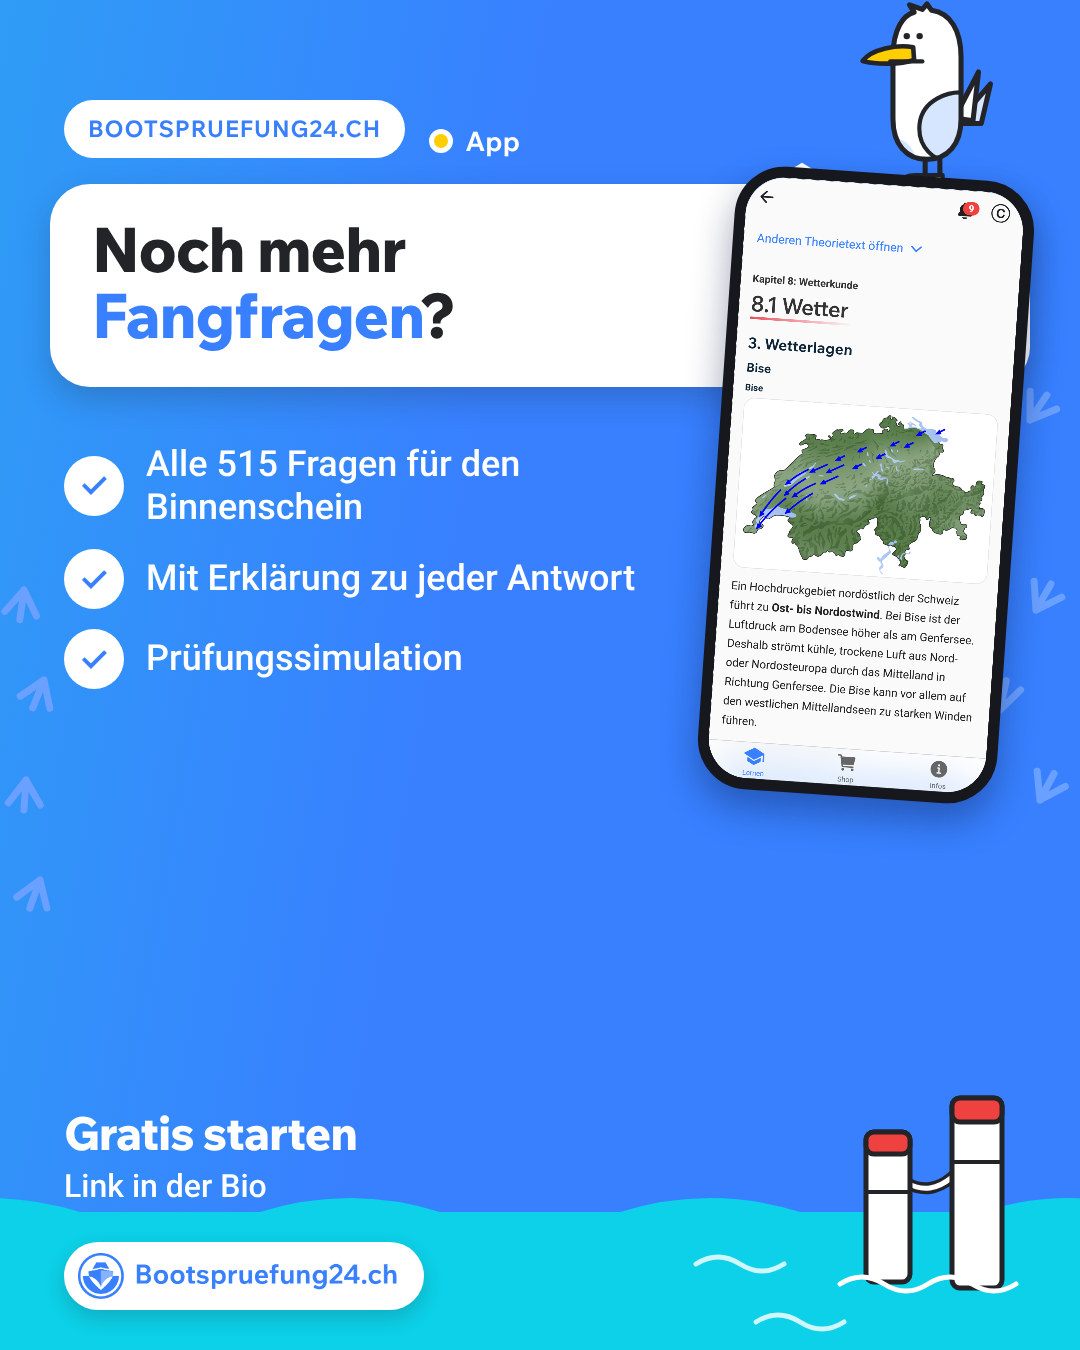 BOOTSPRUEFUNG24.CH
App
Noch mehr
Fangfragen?
Alle 515 Fragen für den
Binnenschein
Mit Erklärung zu jeder Antwort
Prüfungssimulation
9
C
Anderen Theorietext öffnen
Kapitel 8: Wetterkunde
8.1 Wetter
3. Wetterlagen
Bise
Bise
Ein Hochdruckgebiet nordöstlich der Schweiz
führt zu Ost- bis Nordostwind. Bei Bise ist der
Luftdruck am Bodensee höher als am Genfersee.
Deshalb strömt kühle, trockene Luft aus Nord-
oder Nordosteuropa durch das Mittelland in
Richtung Genfersee. Die Bise kann vor allem auf
den westlichen Mittellandseen zu starken Winden
führen.
Lernen
Shop
Infos
Gratis starten
Link in der Bio
Bootspruefung24.ch